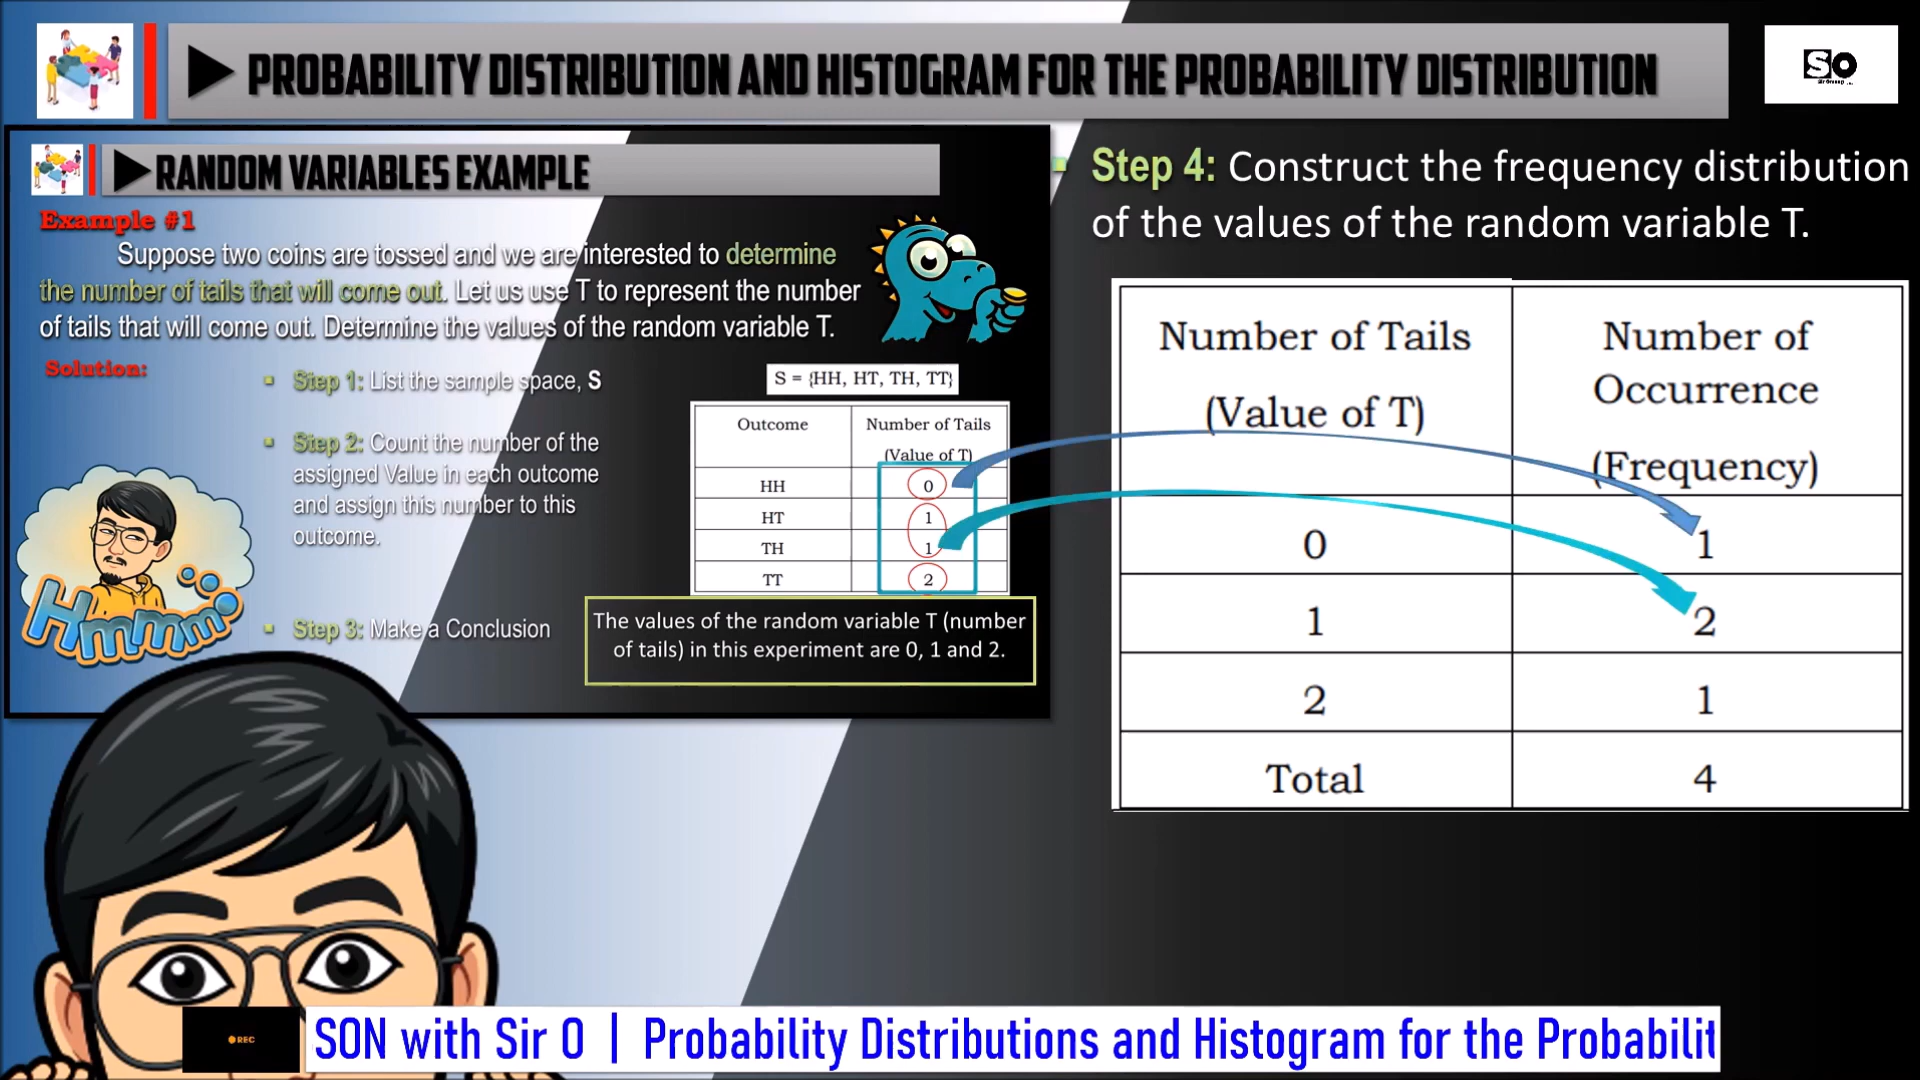 PROBABILITY DISTRIBUTION AND HISTOGRAM FOR THE PROBABILITY DISTRIBUTION
SO
RANDOM VARIABLES EXAMPLE
Example #1
Suppose two coins are tossed and we are interested to determine
the number of tails that will come out. Let us use T to represent the number
of tails that will come out. Determine the values of the random variable T.
Solution:
Step 1: List the sample space, S
S = {HH, HT, TH, TT}
Step 2: Count the number of the
assigned Value in each outcome
and assign this number to this
outcome.
Outcome Number of Tails
(Value of T)
HH 0
HT 1
TH 1
TT 2
Hmmm
Step 3: Make a Conclusion
The values of the random variable T (number
of tails) in this experiment are 0, 1 and 2.
Step 4: Construct the frequency distribution
of the values of the random variable T.
Number of Tails
(Value of T)
Number of
Occurrence
(Frequency)
0 1
1 2
2 1
Total 4
REC
SON with Sir O | Probability Distributions and Histogram for the Probabilit